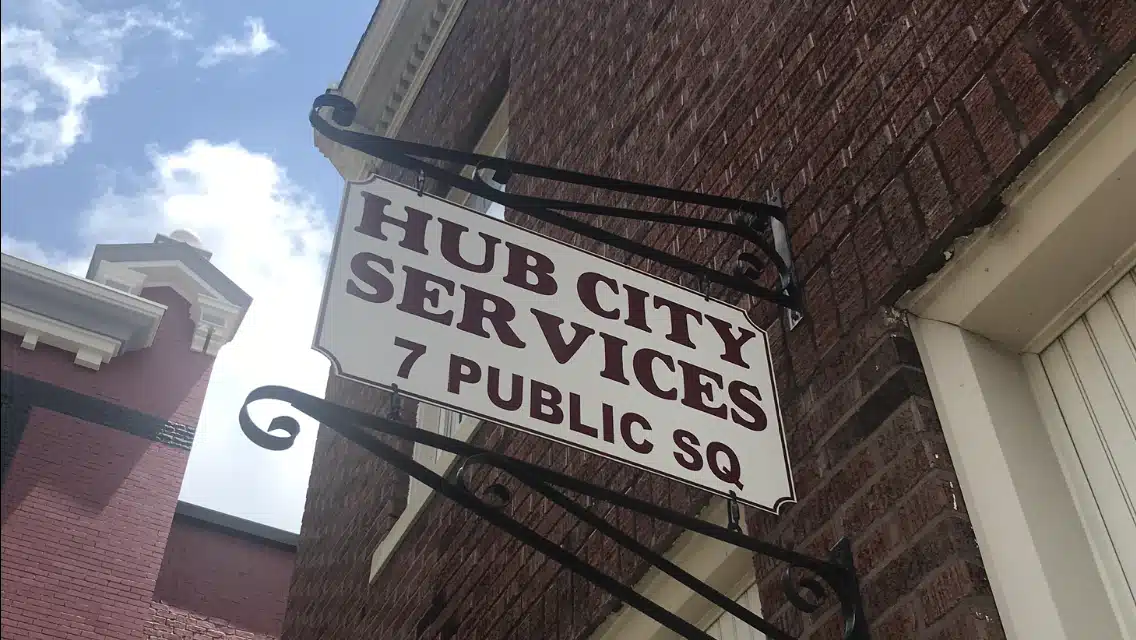 HUB CITY
SERVICES
7 PUBLIC SQ